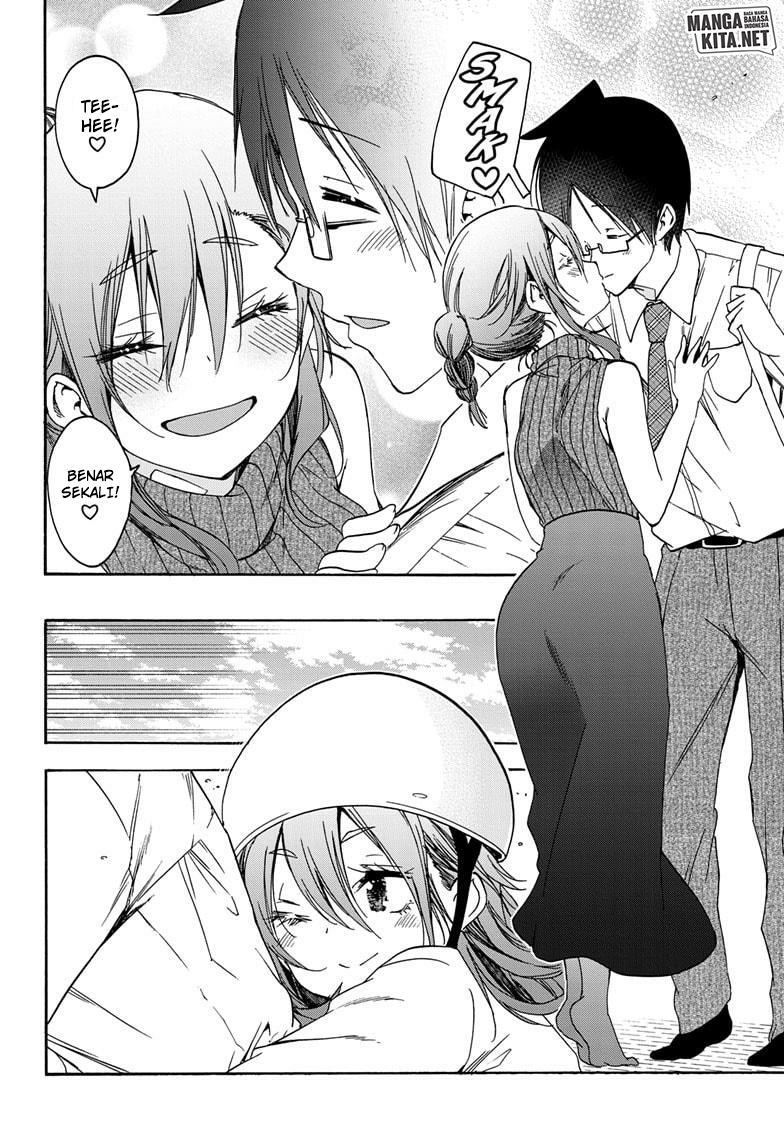 MANGA
KITA.NET
BACA MANGA
BAHASA
INDONESIA
SMAK♡
TEE-
HEE!
♡
BENAR
SEKALI!
♡